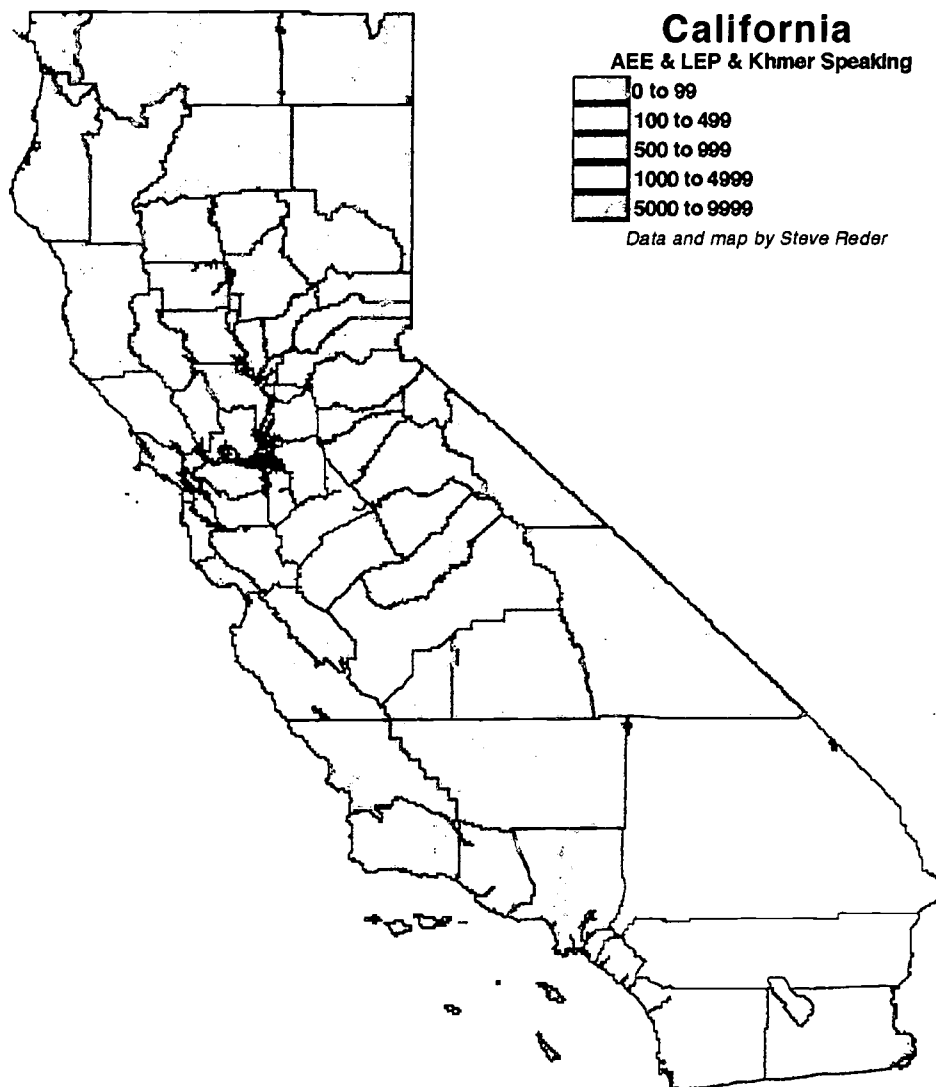 California
AEE & LEP & Khmer Speaking
0 to 99
100 to 499
500 to 999
1000 to 4999
5000 to 9999
Data and map by Steve Reder